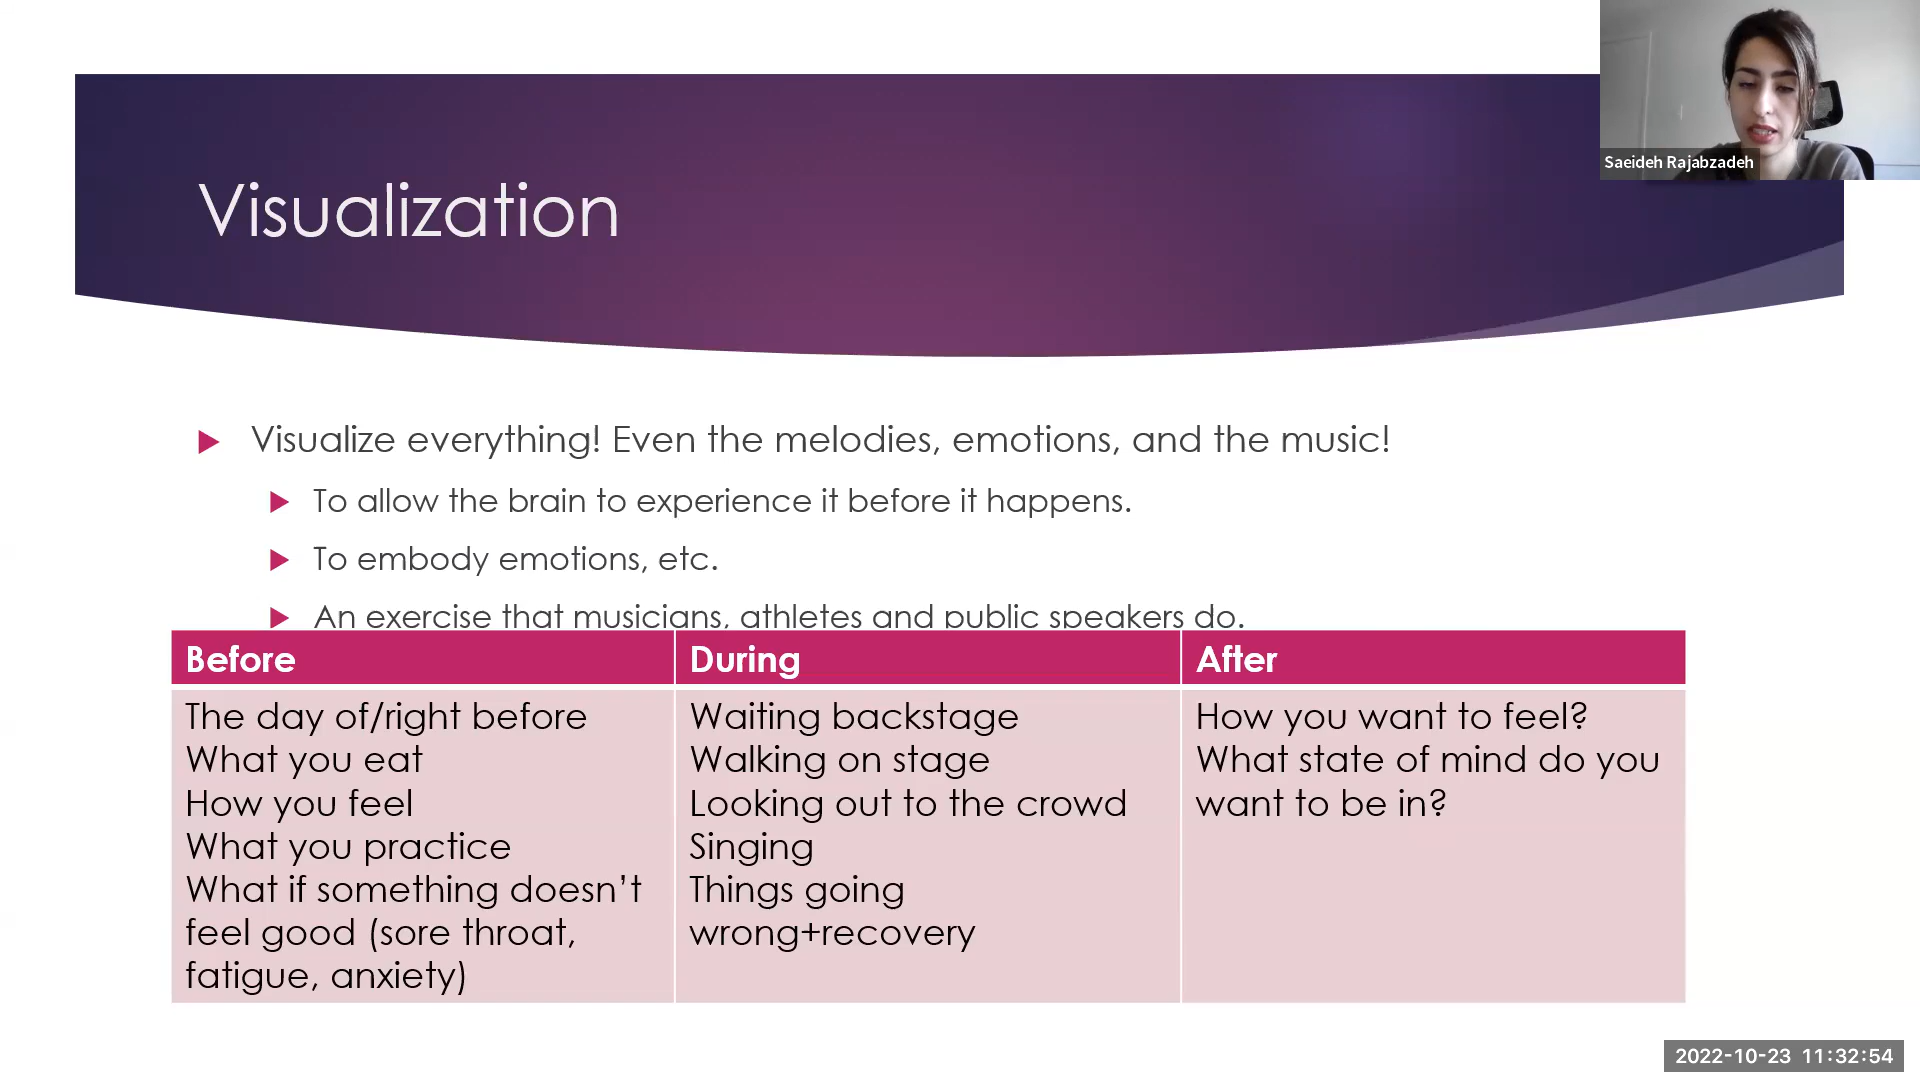 Saeideh Rajabzadeh
Visualization
Visualize everything! Even the melodies, emotions, and the music!
To allow the brain to experience it before it happens.
To embody emotions, etc.
An exercise that musicians, athletes and public speakers do.
Before
The day of/right before
What you eat
How you feel
What you practice
What if something doesn’t
feel good (sore throat,
fatigue, anxiety)
During
Waiting backstage
Walking on stage
Looking out to the crowd
Singing
Things going
wrong+recovery
After
How you want to feel?
What state of mind do you
want to be in?
2022-10-23 11:32:54